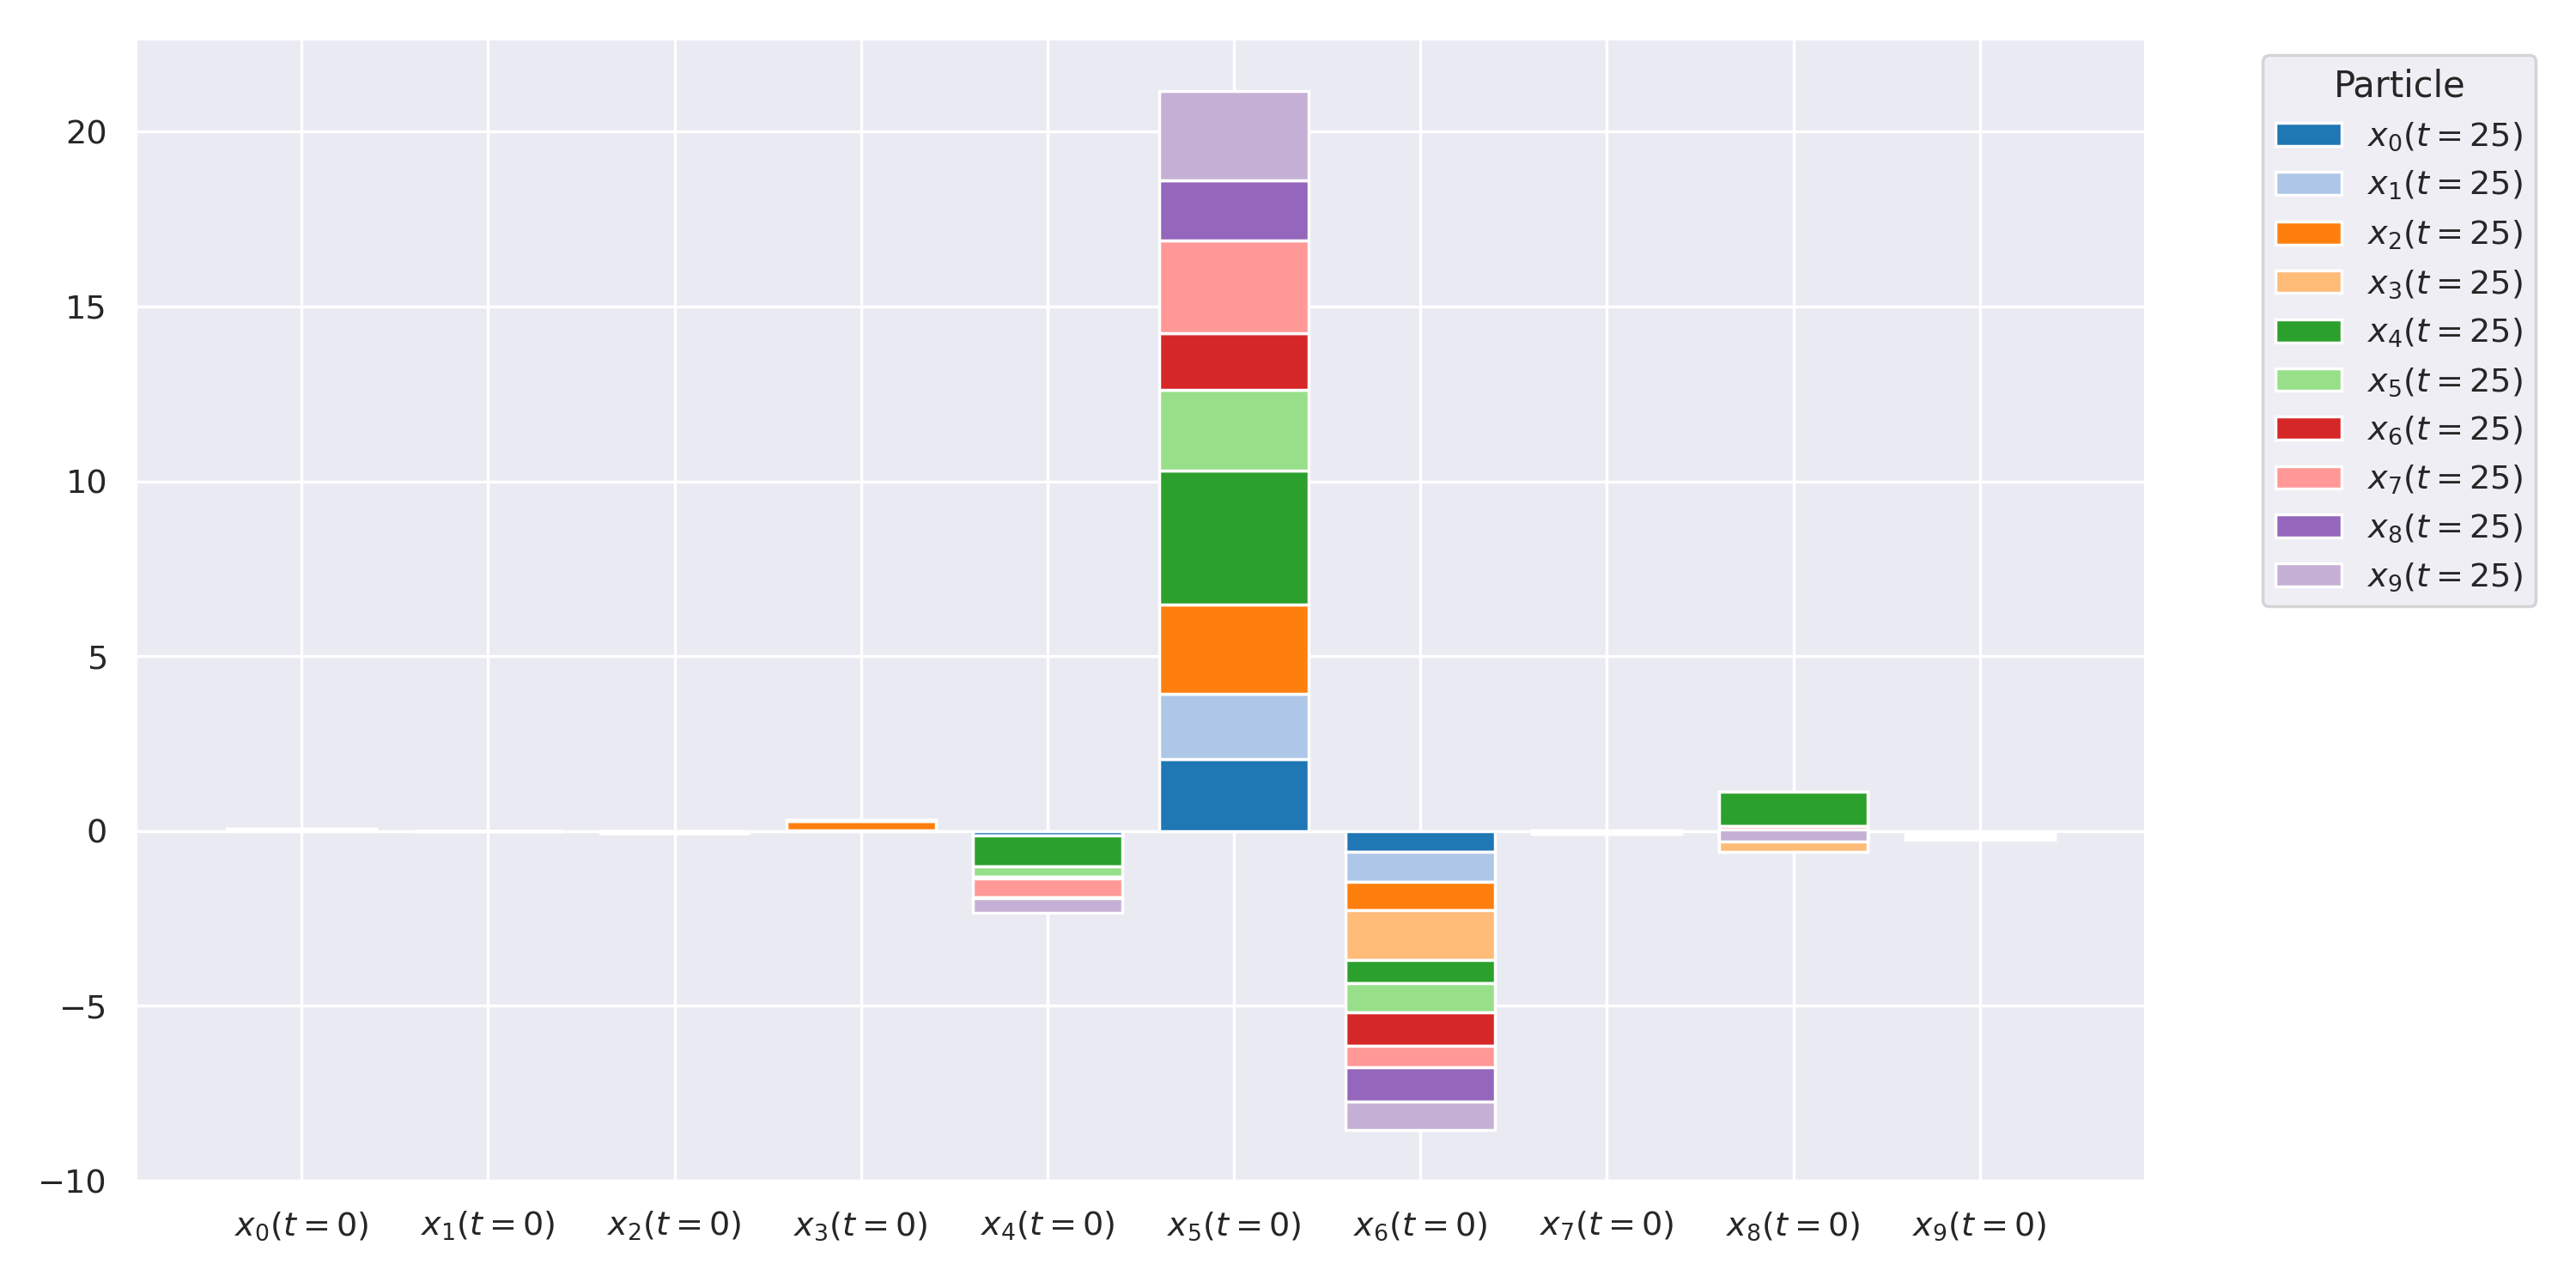 20
15
10
5
0
−5
−10
x₀(t = 0) x₁(t = 0) x₂(t = 0) x₃(t = 0) x₄(t = 0) x₅(t = 0) x₆(t = 0) x₇(t = 0) x₈(t = 0) x₉(t = 0)
Particle
x₀(t = 25)
x₁(t = 25)
x₂(t = 25)
x₃(t = 25)
x₄(t = 25)
x₅(t = 25)
x₆(t = 25)
x₇(t = 25)
x₈(t = 25)
x₉(t = 25)